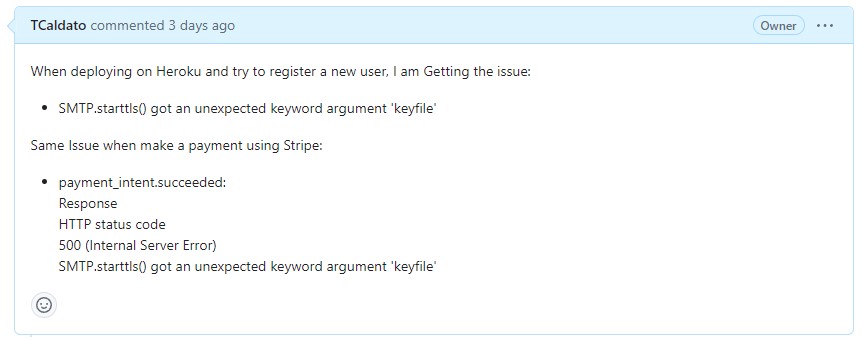 TCaldato commented 3 days ago Owner ...
When deploying on Heroku and try to register a new user, I am Getting the issue:
• SMTP.starttls() got an unexpected keyword argument 'keyfile'
Same Issue when make a payment using Stripe:
• payment_intent.succeeded:
Response
HTTP status code
500 (Internal Server Error)
SMTP.starttls() got an unexpected keyword argument 'keyfile'